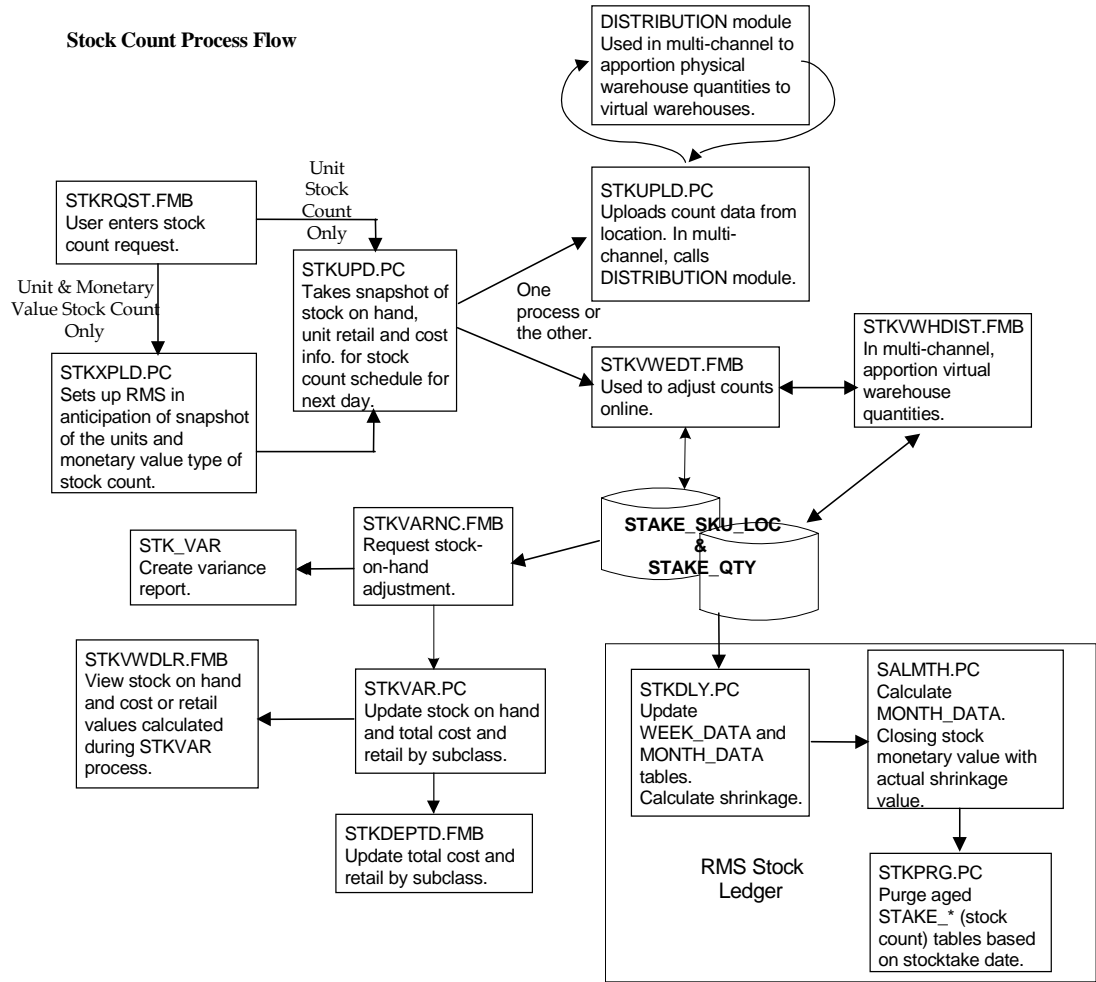 Stock Count Process Flow
DISTRIBUTION module
Used in multi-channel to
apportion physical
warehouse quantities to
virtual warehouses.
STKRQST.FMB
User enters stock
count request.
Unit
Stock
Count
Only
STKUPLD.PC
Uploads count data from
location. In multi-
channel, calls
DISTRIBUTION module.
Unit & Monetary
Value Stock Count
Only
STKUPD.PC
Takes snapshot of
stock on hand,
unit retail and cost
info. for stock
count schedule for
next day.
One
process or
the other.
STKXPLD.PC
Sets up RMS in
anticipation of snapshot
of the units and
monetary value type of
stock count.
STKVWEDT.FMB
Used to adjust counts
online.
STKVWHDIST.FMB
In multi-channel,
apportion virtual
warehouse
quantities.
STAKE_SKU_LOC
&
STAKE_QTY
STKVARNC.FMB
Request stock-
on-hand
adjustment.
STK_VAR
Create variance
report.
STKVWDLR.FMB
View stock on hand
and cost or retail
values calculated
during STKVAR
process.
STKVAR.PC
Update stock on hand
and total cost and
retail by subclass.
STKDEPTD.FMB
Update total cost and
retail by subclass.
STKDLY.PC
Update
WEEK_DATA and
MONTH_DATA
tables.
Calculate shrinkage.
SALMTH.PC
Calculate
MONTH_DATA.
Closing stock
monetary value with
actual shrinkage
value.
RMS Stock
Ledger
STKPRG.PC
Purge aged
STAKE_* (stock
count) tables based
on stocktake date.